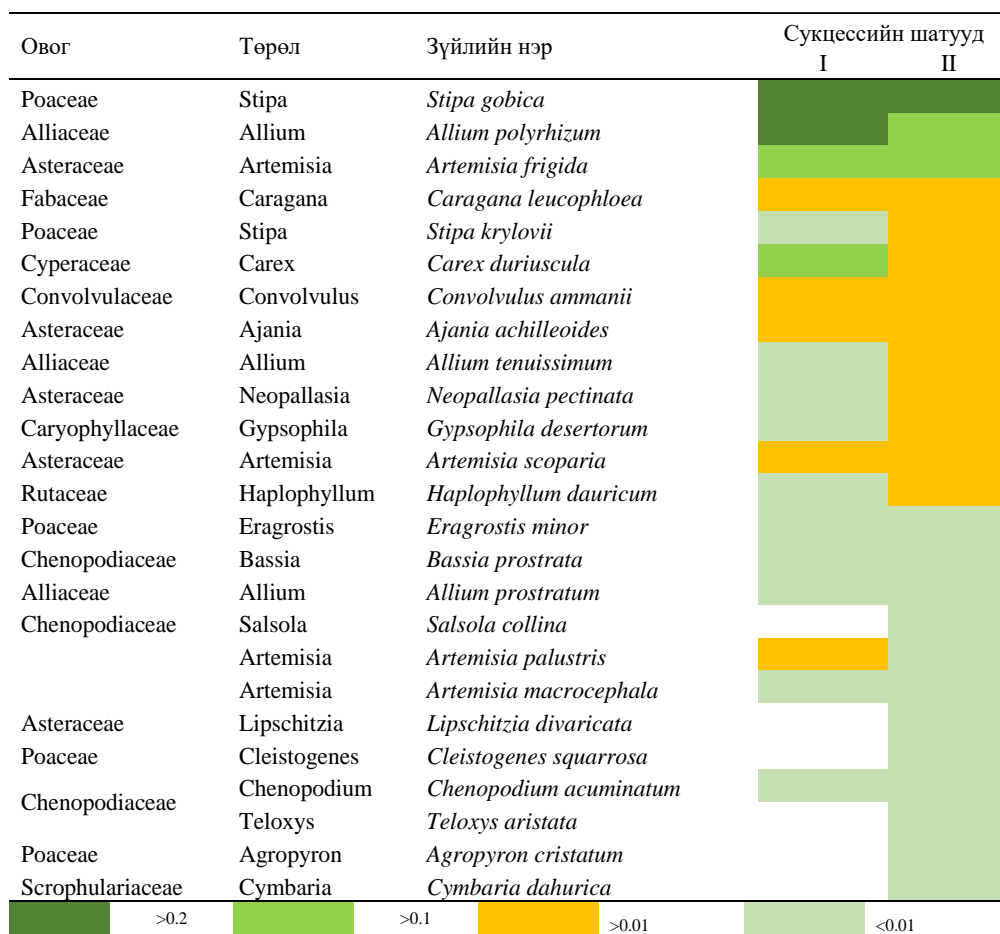 Овог Төрөл Зүйлийн нэр Сукцессийн шатууд
I II
Poaceae Stipa Stipa gobica
Alliaceae Allium Allium polyrhizum
Asteraceae Artemisia Artemisia frigida
Fabaceae Caragana Caragana leucophloea
Poaceae Stipa Stipa krylovii
Cyperaceae Carex Carex duriuscula
Convolvulaceae Convolvulus Convolvulus ammanii
Asteraceae Ajania Ajania achilleoides
Alliaceae Allium Allium tenuissimum
Asteraceae Neopallasia Neopallasia pectinata
Caryophyllaceae Gypsophila Gypsophila desertorum
Asteraceae Artemisia Artemisia scoparia
Rutaceae Haplophyllum Haplophyllum dauricum
Poaceae Eragrostis Eragrostis minor
Chenopodiaceae Bassia Bassia prostrata
Alliaceae Allium Allium prostratum
Chenopodiaceae Salsola Salsola collina
Artemisia Artemisia palustris
Artemisia Artemisia macrocephala
Asteraceae Lipschitzia Lipschitzia divaricata
Poaceae Cleistogenes Cleistogenes squarrosa
Chenopodiaceae Chenopodium Chenopodium acuminatum
Teloxys Teloxys aristata
Poaceae Agropyron Agropyron cristatum
Scrophulariaceae Cymbaria Cymbaria dahurica
>0.2 >0.1 >0.01 <0.01